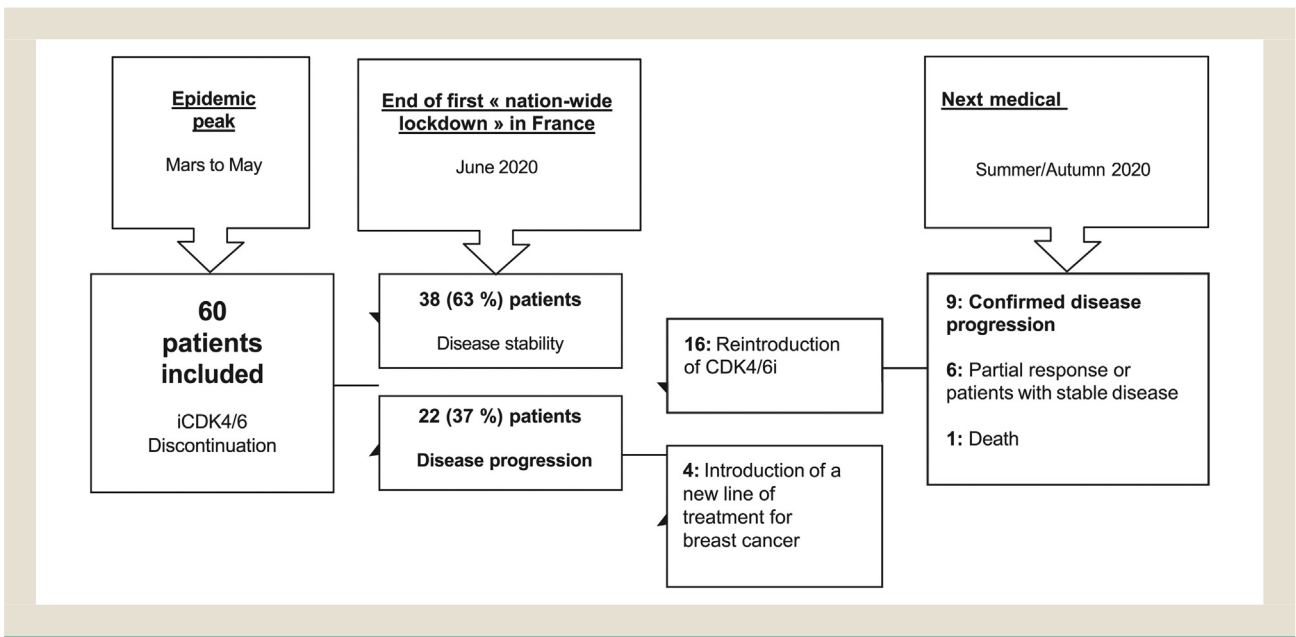 Epidemic
peak
Mars to May
End of first « nation-wide
lockdown » in France
June 2020
Next medical
Summer/Autumn 2020
60
patients
included
iCDK4/6
Discontinuation
38 (63 %) patients
Disease stability
22 (37 %) patients
Disease progression
16: Reintroduction
of CDK4/6i
4: Introduction of a
new line of
treatment for
breast cancer
9: Confirmed disease
progression
6: Partial response or
patients with stable disease
1: Death